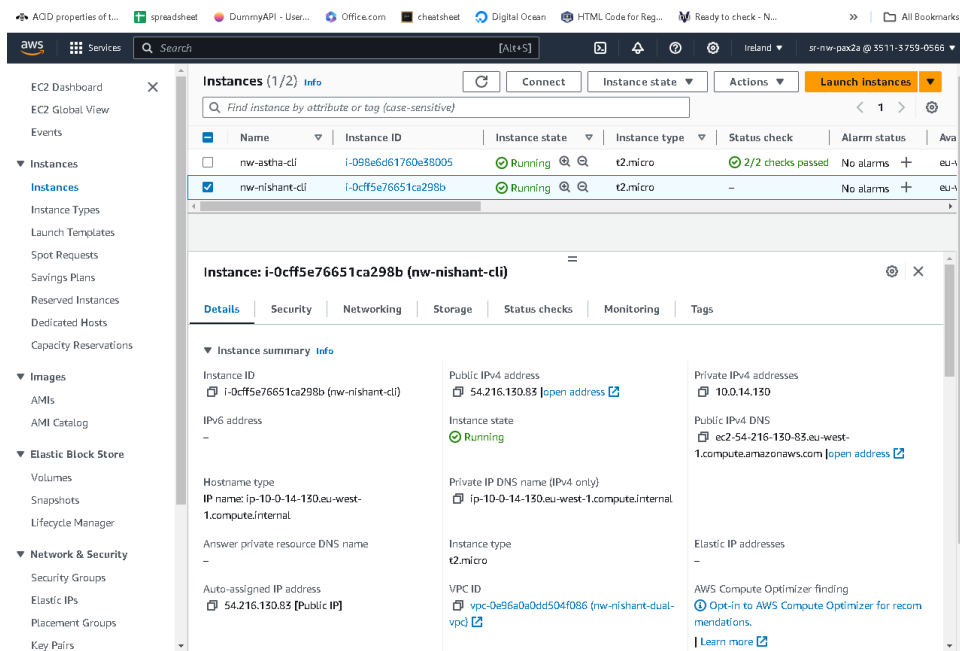 ACID properties of t...
spreadsheet
DummyAPI - User...
Office.com
cheatsheet
Digital Ocean
HTML Code for Reg...
Ready to check - N...
»
All Bookmarks
aws
Services
Search
[Alt+S]
Ireland ▼
sr-nw-pax2a @ 3511-3759-0566 ▼
EC2 Dashboard
EC2 Global View
Events
▼ Instances
Instances
Instance Types
Launch Templates
Spot Requests
Savings Plans
Reserved Instances
Dedicated Hosts
Capacity Reservations
▼ Images
AMIs
AMI Catalog
▼ Elastic Block Store
Volumes
Snapshots
Lifecycle Manager
▼ Network & Security
Security Groups
Elastic IPs
Placement Groups
Key Pairs
Instances (1/2) Info
Connect
Instance state ▼
Actions ▼
Launch instances ▼
Find instance by attribute or tag (case-sensitive)
< 1 >
Name
Instance ID
Instance state
Instance type
Status check
Alarm status
Ava
nw-astha-cli i-098e6d61760e38005 Running t2.micro 2/2 checks passed No alarms + eu-w
nw-nishant-cli i-0cff5e76651ca298b Running t2.micro – No alarms + eu-w
Instance: i-0cff5e76651ca298b (nw-nishant-cli)
Details
Security
Networking
Storage
Status checks
Monitoring
Tags
▼ Instance summary Info
Instance ID
i-0cff5e76651ca298b (nw-nishant-cli)
Public IPv4 address
54.216.130.83 |open address
Private IPv4 addresses
10.0.14.130
IPv6 address
–
Instance state
Running
Public IPv4 DNS
ec2-54-216-130-83.eu-west-
1.compute.amazonaws.com |open address
Hostname type
IP name: ip-10-0-14-130.eu-west-
1.compute.internal
Private IP DNS name (IPv4 only)
ip-10-0-14-130.eu-west-1.compute.internal
Answer private resource DNS name
–
Instance type
t2.micro
Elastic IP addresses
–
Auto-assigned IP address
54.216.130.83 [Public IP]
VPC ID
vpc-0e96a0a0dd504f086 (nw-nishant-dual-
vpc)
AWS Compute Optimizer finding
Opt-in to AWS Compute Optimizer for recom
mendations.
| Learn more